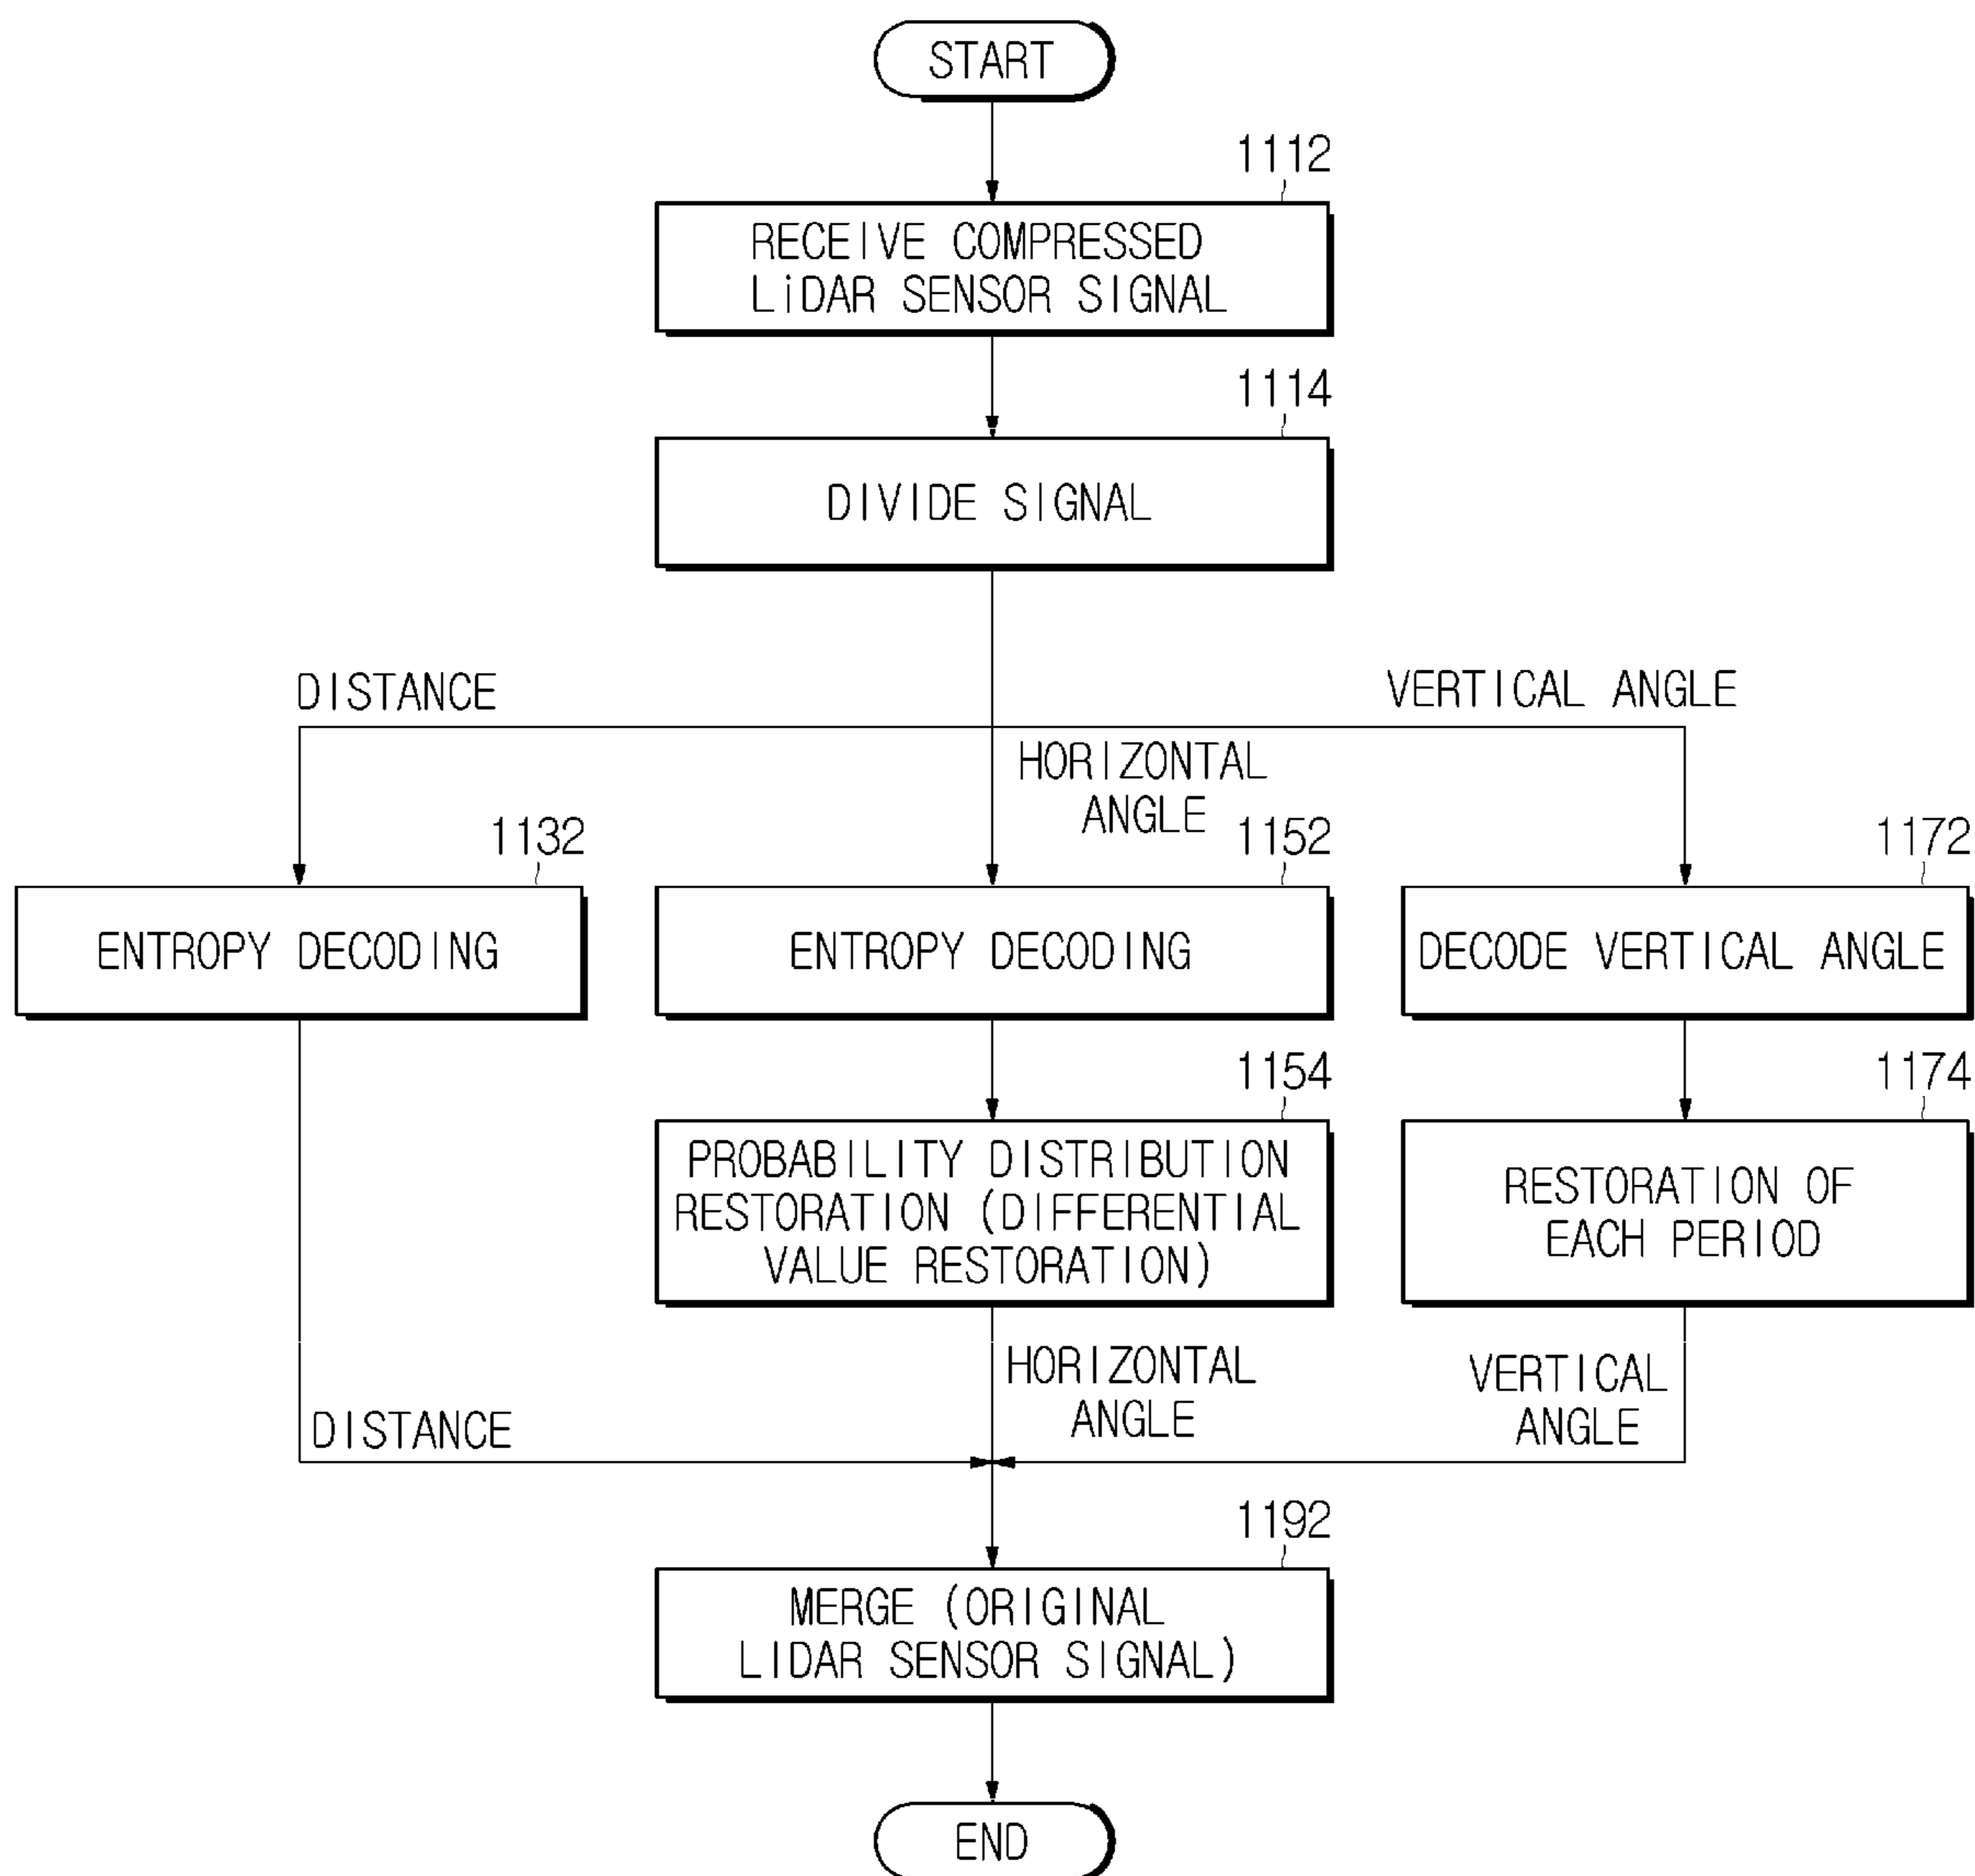 START
1112
RECEIVE COMPRESSED
LiDAR SENSOR SIGNAL
1114
DIVIDE SIGNAL
DISTANCE
VERTICAL ANGLE
HORIZONTAL
ANGLE
1132
1152
1172
ENTROPY DECODING
ENTROPY DECODING
DECODE VERTICAL ANGLE
1154
1174
PROBABILITY DISTRIBUTION
RESTORATION (DIFFERENTIAL
VALUE RESTORATION)
RESTORATION OF
EACH PERIOD
HORIZONTAL
ANGLE
VERTICAL
ANGLE
DISTANCE
1192
MERGE (ORIGINAL
LIDAR SENSOR SIGNAL)
END